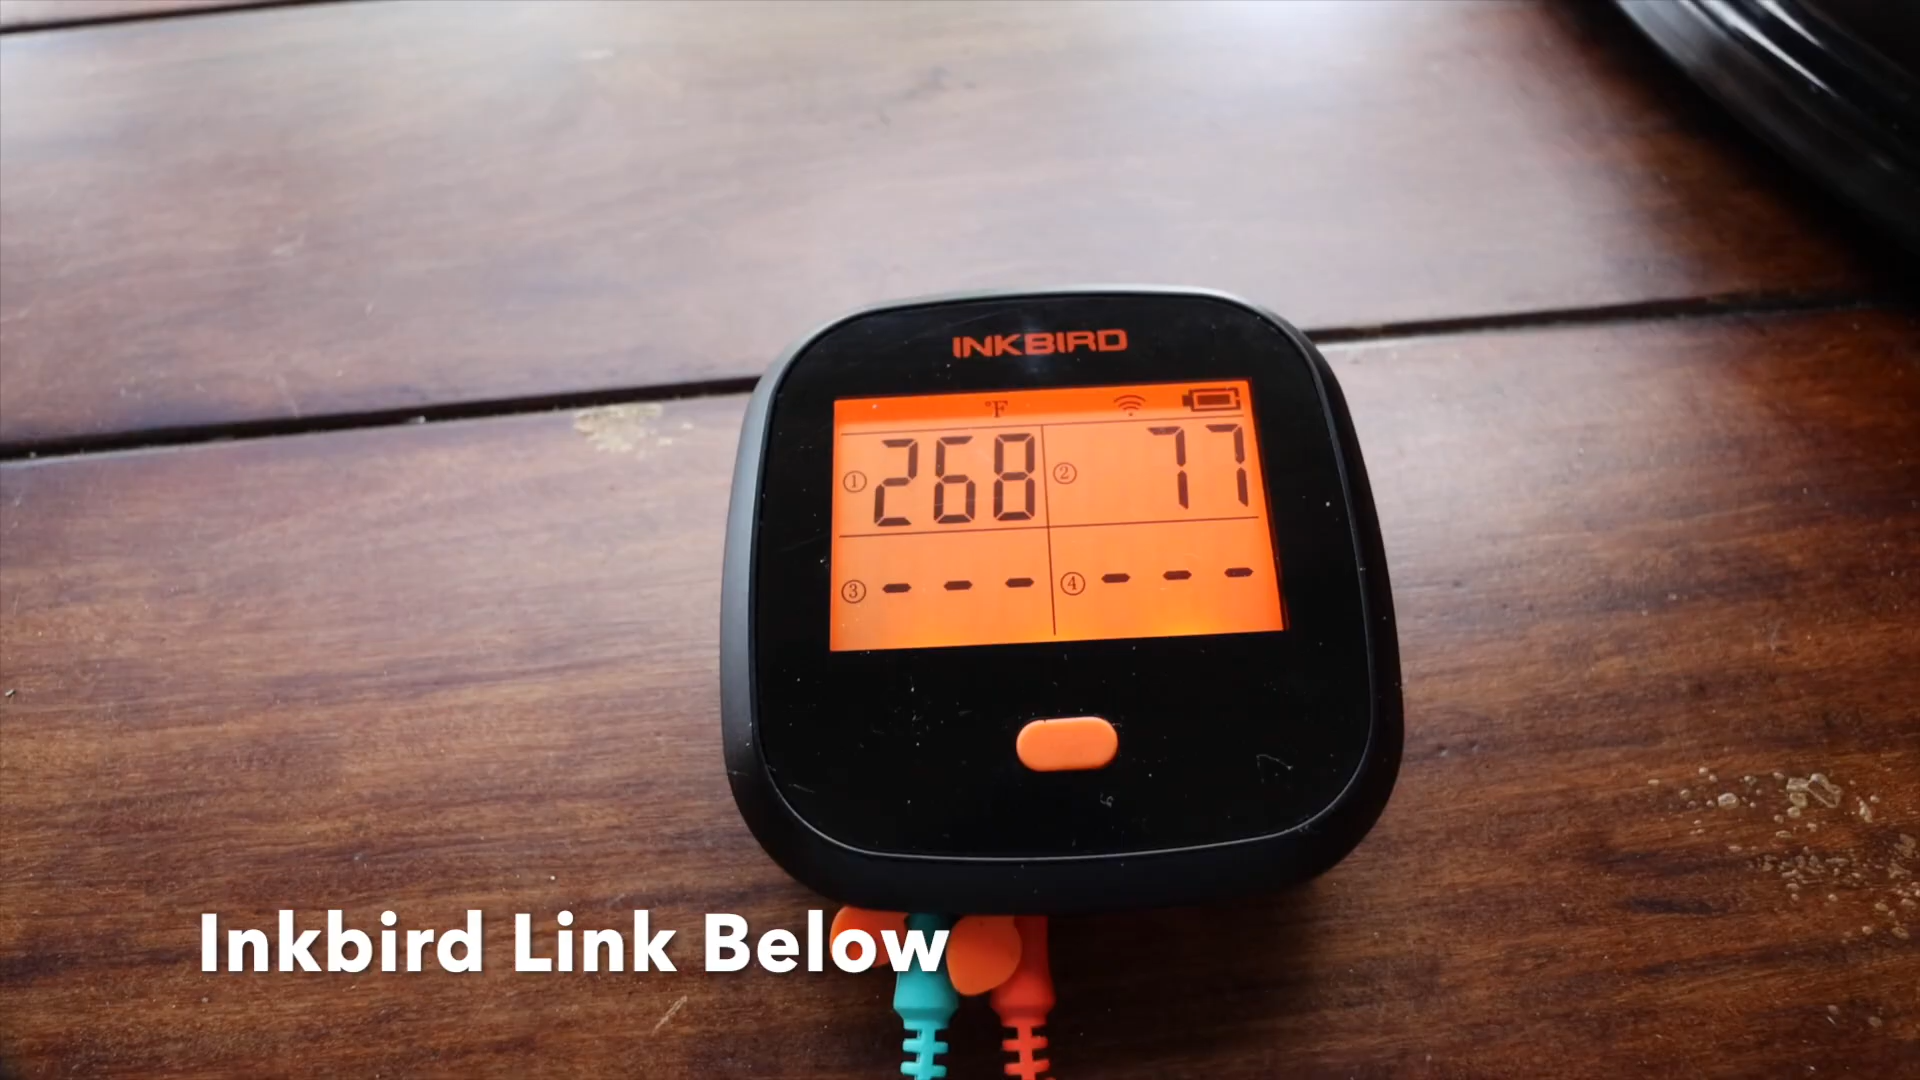 INKBIRD
°F
① 268 ② 77
③ - - - ④ - - -
Inkbird Link Below